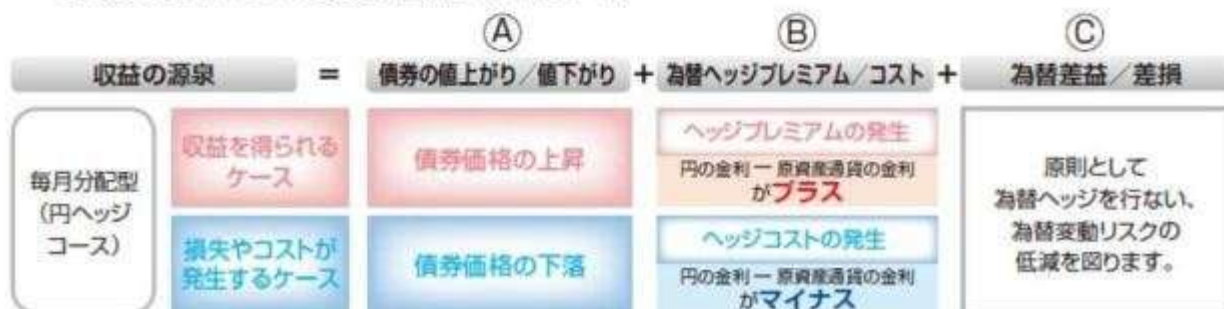 Ⓐ Ⓑ Ⓒ
収益の源泉 = 債券の値上がり/値下がり + 為替ヘッジプレミアム/コスト + 為替差益/差損
毎月分配型
(円ヘッジ
コース)
収益を得られる
ケース
債券価格の上昇
ヘッジプレミアムの発生
円の金利ー原資産通貨の金利
がプラス
損失やコストが
発生するケース
債券価格の下落
ヘッジコストの発生
円の金利ー原資産通貨の金利
がマイナス
原則として
為替ヘッジを行ない、
為替変動リスクの
低減を図ります。